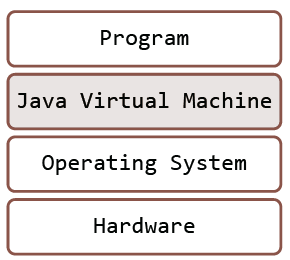 Program
Java Virtual Machine
Operating System
Hardware